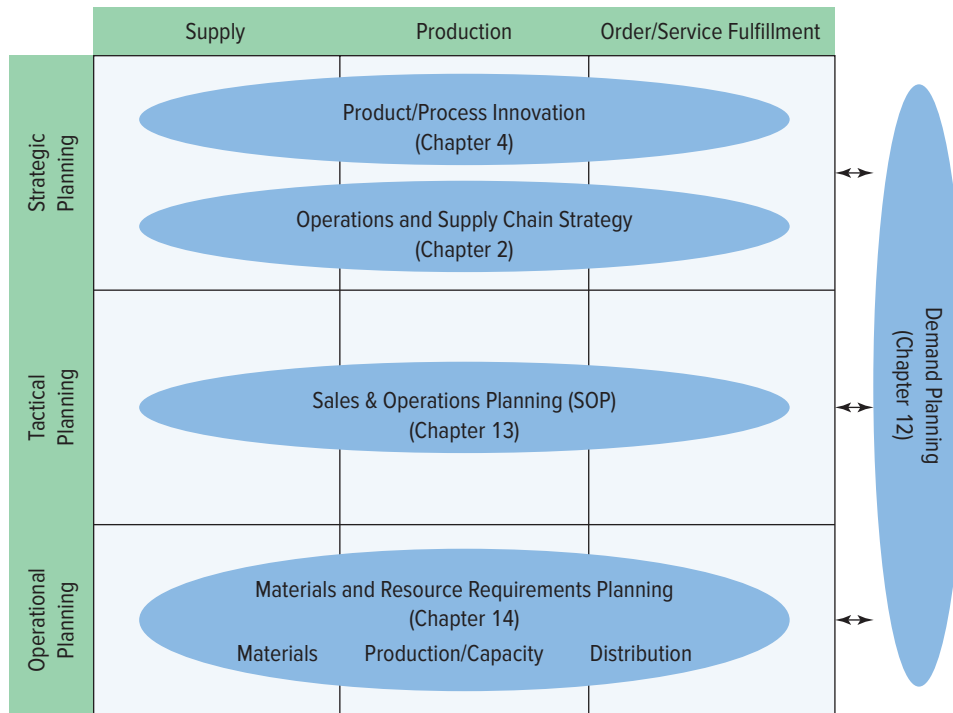 Supply
Production
Order/Service Fulfillment
Strategic
Planning
Product/Process Innovation
(Chapter 4)
Operations and Supply Chain Strategy
(Chapter 2)
Tactical
Planning
Sales & Operations Planning (SOP)
(Chapter 13)
Operational
Planning
Materials and Resource Requirements Planning
(Chapter 14)
Materials
Production/Capacity
Distribution
Demand Planning
(Chapter 12)